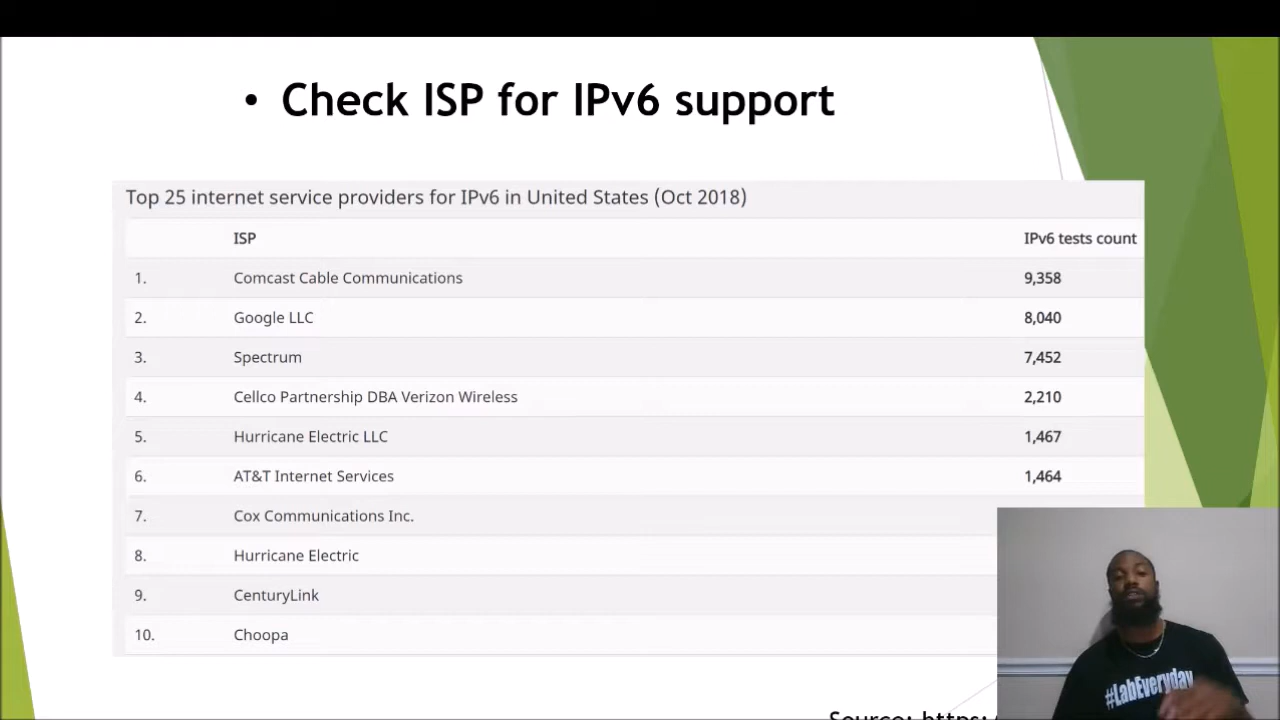 • Check ISP for IPv6 support
Top 25 internet service providers for IPv6 in United States (Oct 2018)
ISP IPv6 tests count
1. Comcast Cable Communications 9,358
2. Google LLC 8,040
3. Spectrum 7,452
4. Cellco Partnership DBA Verizon Wireless 2,210
5. Hurricane Electric LLC 1,467
6. AT&T Internet Services 1,464
7. Cox Communications Inc.
8. Hurricane Electric
9. CenturyLink
10. Choopa
#LabEveryday
Source: https: